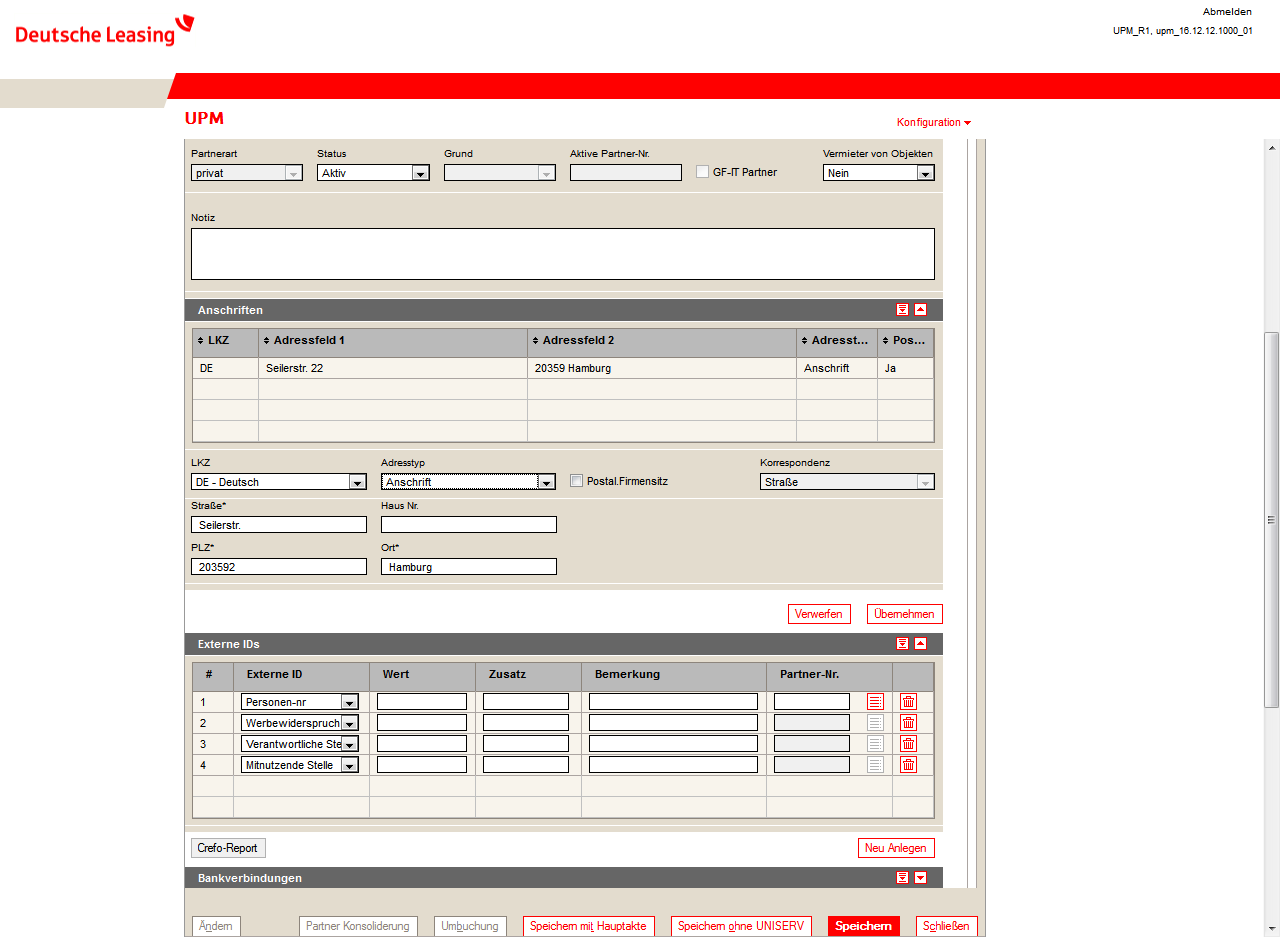 Abmelden
Deutsche Leasing
UPM_R1, upm_16.12.12.1000_01
UPM
Konfiguration
Partnerart Status Grund Aktive Partner-Nr. Vermieter von Objekten
privat Aktiv GF-IT Partner Nein
Notiz
Anschriften
LKZ Adressfeld 1 Adressfeld 2 Adresst... Pos...
DE Seilerstr. 22 20359 Hamburg Anschrift Ja
LKZ Adresstyp Korrespondenz
DE - Deutsch Anschrift Postal.Firmensitz Straße
Straße* Haus Nr.
Seilerstr.
PLZ* Ort*
203592 Hamburg
Verwerfen Übernehmen
Externe IDs
# Externe ID Wert Zusatz Bemerkung Partner-Nr.
1 Personen-nr
2 Werbewiderspruch
3 Verantwortliche Ste
4 Mitnutzende Stelle
Crefo-Report Neu Anlegen
Bankverbindungen
Ändern Partner Konsolidierung Umbuchung Speichern mit Hauptakte Speichern ohne UNISERV Speichern Schließen